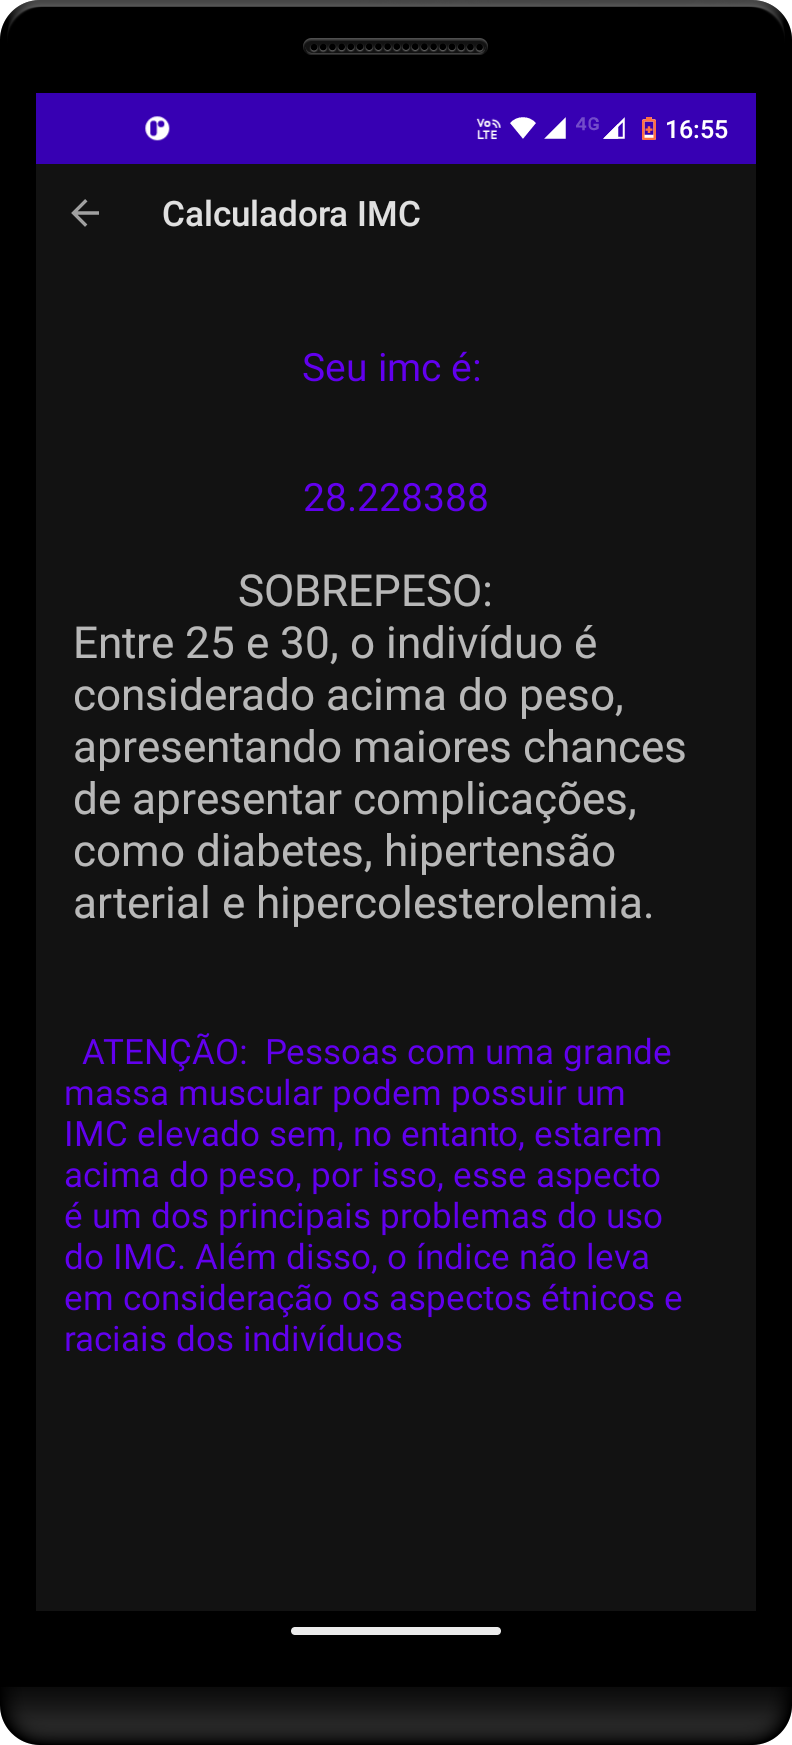 Vo LTE 4G 16:55
Calculadora IMC
Seu imc é:
28.228388
SOBREPESO:
Entre 25 e 30, o indivíduo é
considerado acima do peso,
apresentando maiores chances
de apresentar complicações,
como diabetes, hipertensão
arterial e hipercolesterolemia.
ATENÇÃO:  Pessoas com uma grande
massa muscular podem possuir um
IMC elevado sem, no entanto, estarem
acima do peso, por isso, esse aspecto
é um dos principais problemas do uso
do IMC. Além disso, o índice não leva
em consideração os aspectos étnicos e
raciais dos indivíduos